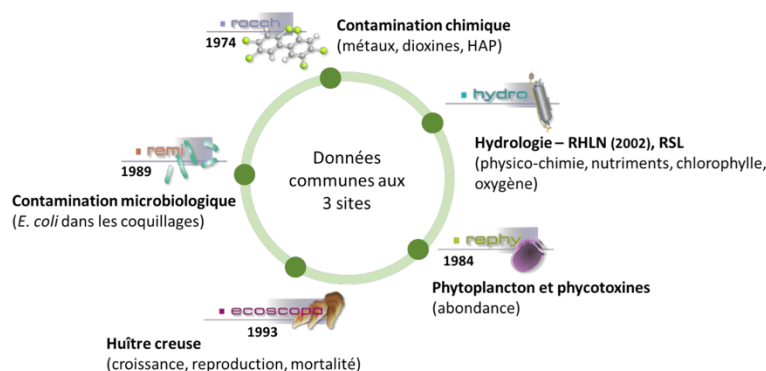 rocch
1974
Contamination chimique
(métaux, dioxines, HAP)
hydro
Hydrologie – RHLN (2002), RSL
(physico-chimie, nutriments, chlorophylle,
oxygène)
remi
1989
Contamination microbiologique
(E. coli dans les coquillages)
Données
communes aux
3 sites
rephy
1984
Phytoplancton et phycotoxines
(abondance)
ecoscopa
1993
Huître creuse
(croissance, reproduction, mortalité)